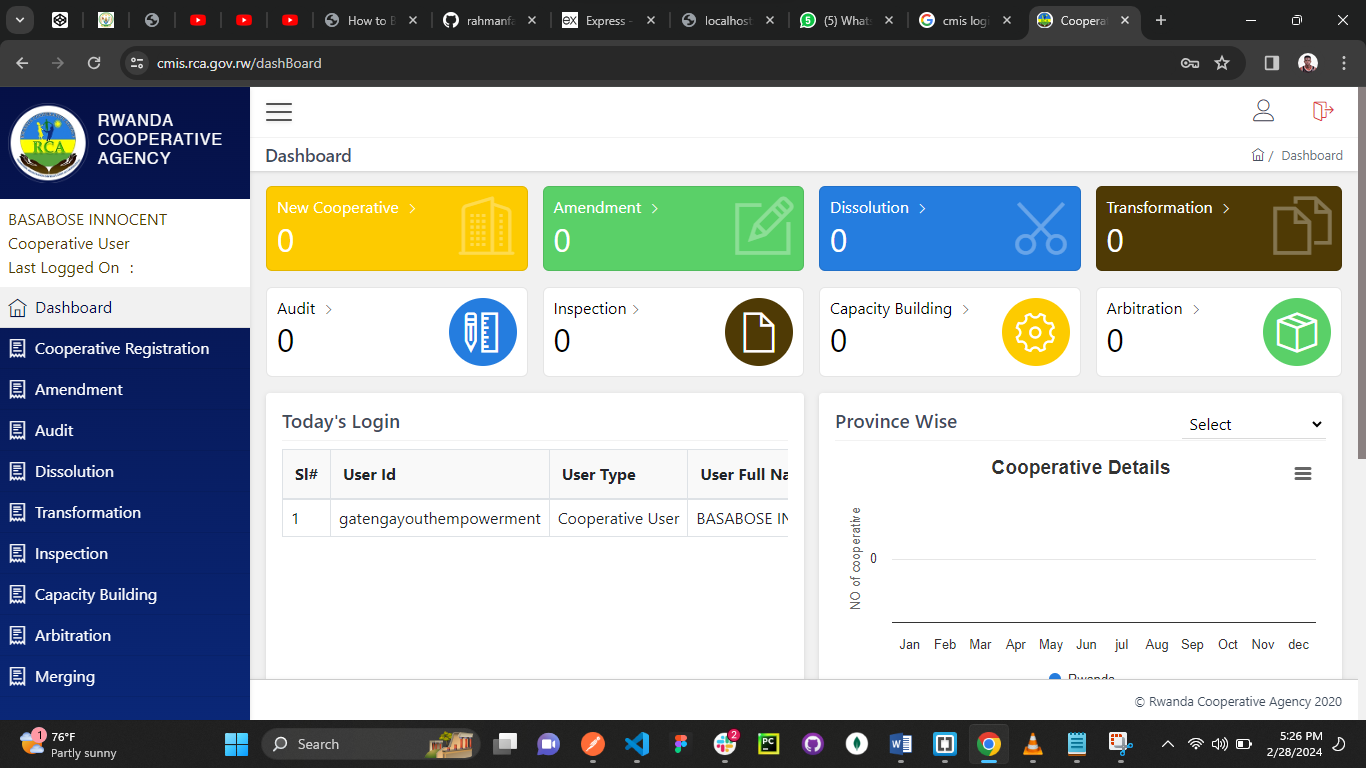 How to B
rahmanfa
Express -
localhost
(5) Whats
cmis logi
Cooperat
cmis.rca.gov.rw/dashBoard
RCA
RWANDA
COOPERATIVE
AGENCY
BASABOSE INNOCENT
Cooperative User
Last Logged On :
Dashboard
Cooperative Registration
Amendment
Audit
Dissolution
Transformation
Inspection
Capacity Building
Arbitration
Merging
Dashboard
/ Dashboard
New Cooperative
0
Amendment
0
Dissolution
0
Transformation
0
Audit
0
Inspection
0
Capacity Building
0
Arbitration
0
Today's Login
Sl# User Id User Type User Full Na
1 gatengayouthempowerment Cooperative User BASABOSE IN
Province Wise
Select
Cooperative Details
NO of cooperative
0
Jan Feb Mar Apr May Jun jul Aug Sep Oct Nov dec
Rwanda
© Rwanda Cooperative Agency 2020
1
76°F
Partly sunny
Search
2
PC
5:26 PM
2/28/2024